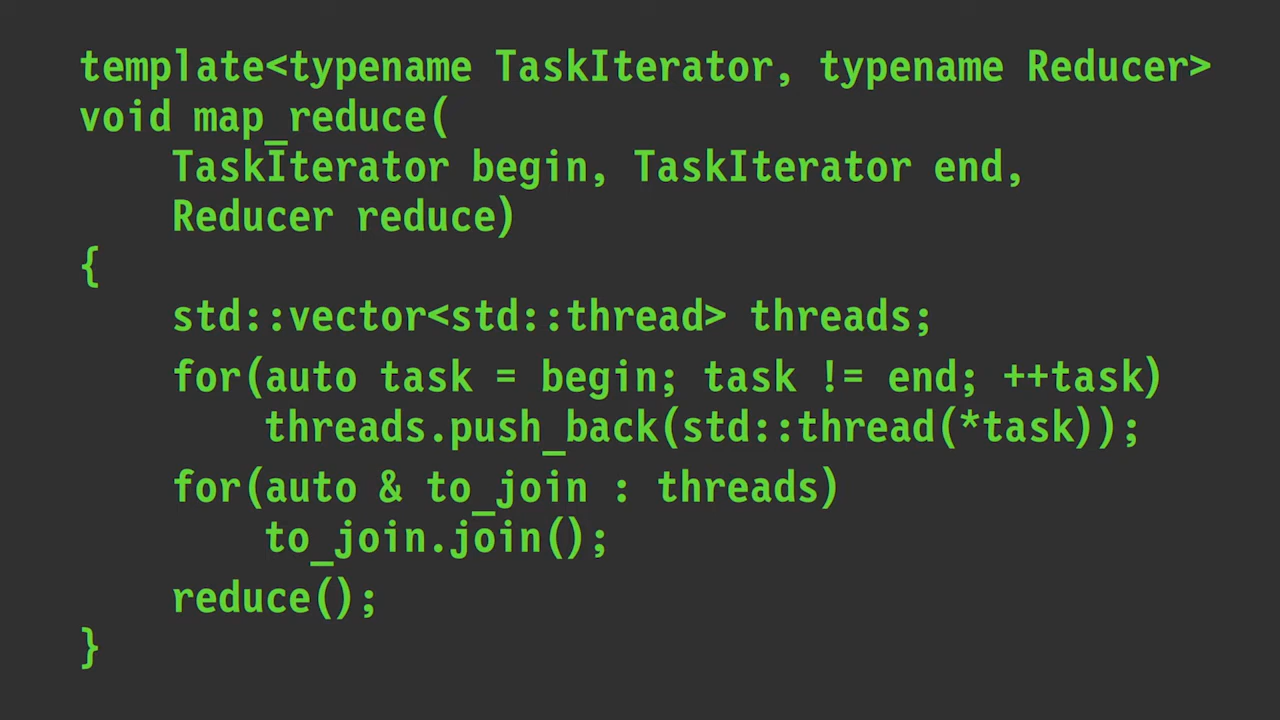 template<typename TaskIterator, typename Reducer>
void map_reduce(
    TaskIterator begin, TaskIterator end,
    Reducer reduce)
{
    std::vector<std::thread> threads;
    for(auto task = begin; task != end; ++task)
        threads.push_back(std::thread(*task));
    for(auto & to_join : threads)
        to_join.join();
    reduce();
}